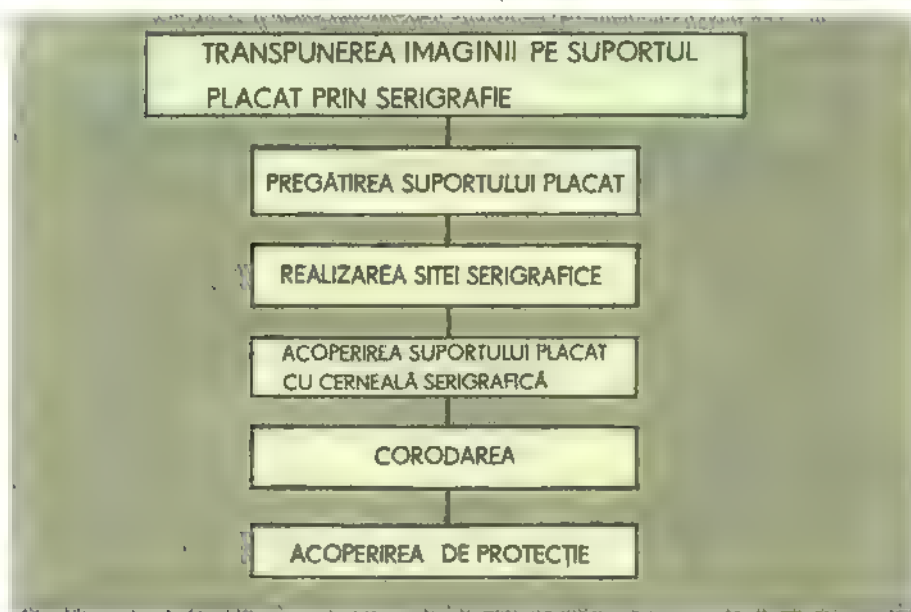 TRANSPUNEREA IMAGINII PE SUPORTUL
PLACAT PRIN SERIGRAFIE
PREGĂTIREA SUPORTULUI PLACAT
REALIZAREA SITEI SERIGRAFICE
ACOPERIREA SUPORTULUI PLACAT
CU CERNEALĂ SERIGRAFICĂ
CORODAREA
ACOPERIREA DE PROTECȚIE